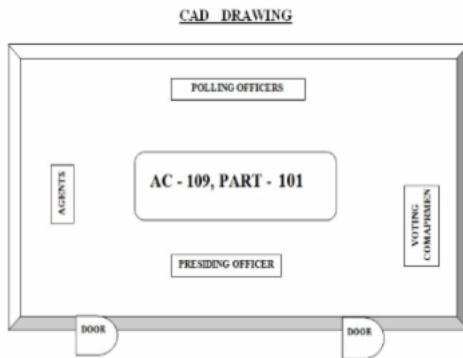 CAD DRAWING
POLLING OFFICERS
AGENTS
AC - 109, PART - 101
VOTING
COMAPRMEN
PRESIDING OFFICER
DOOR
DOOR